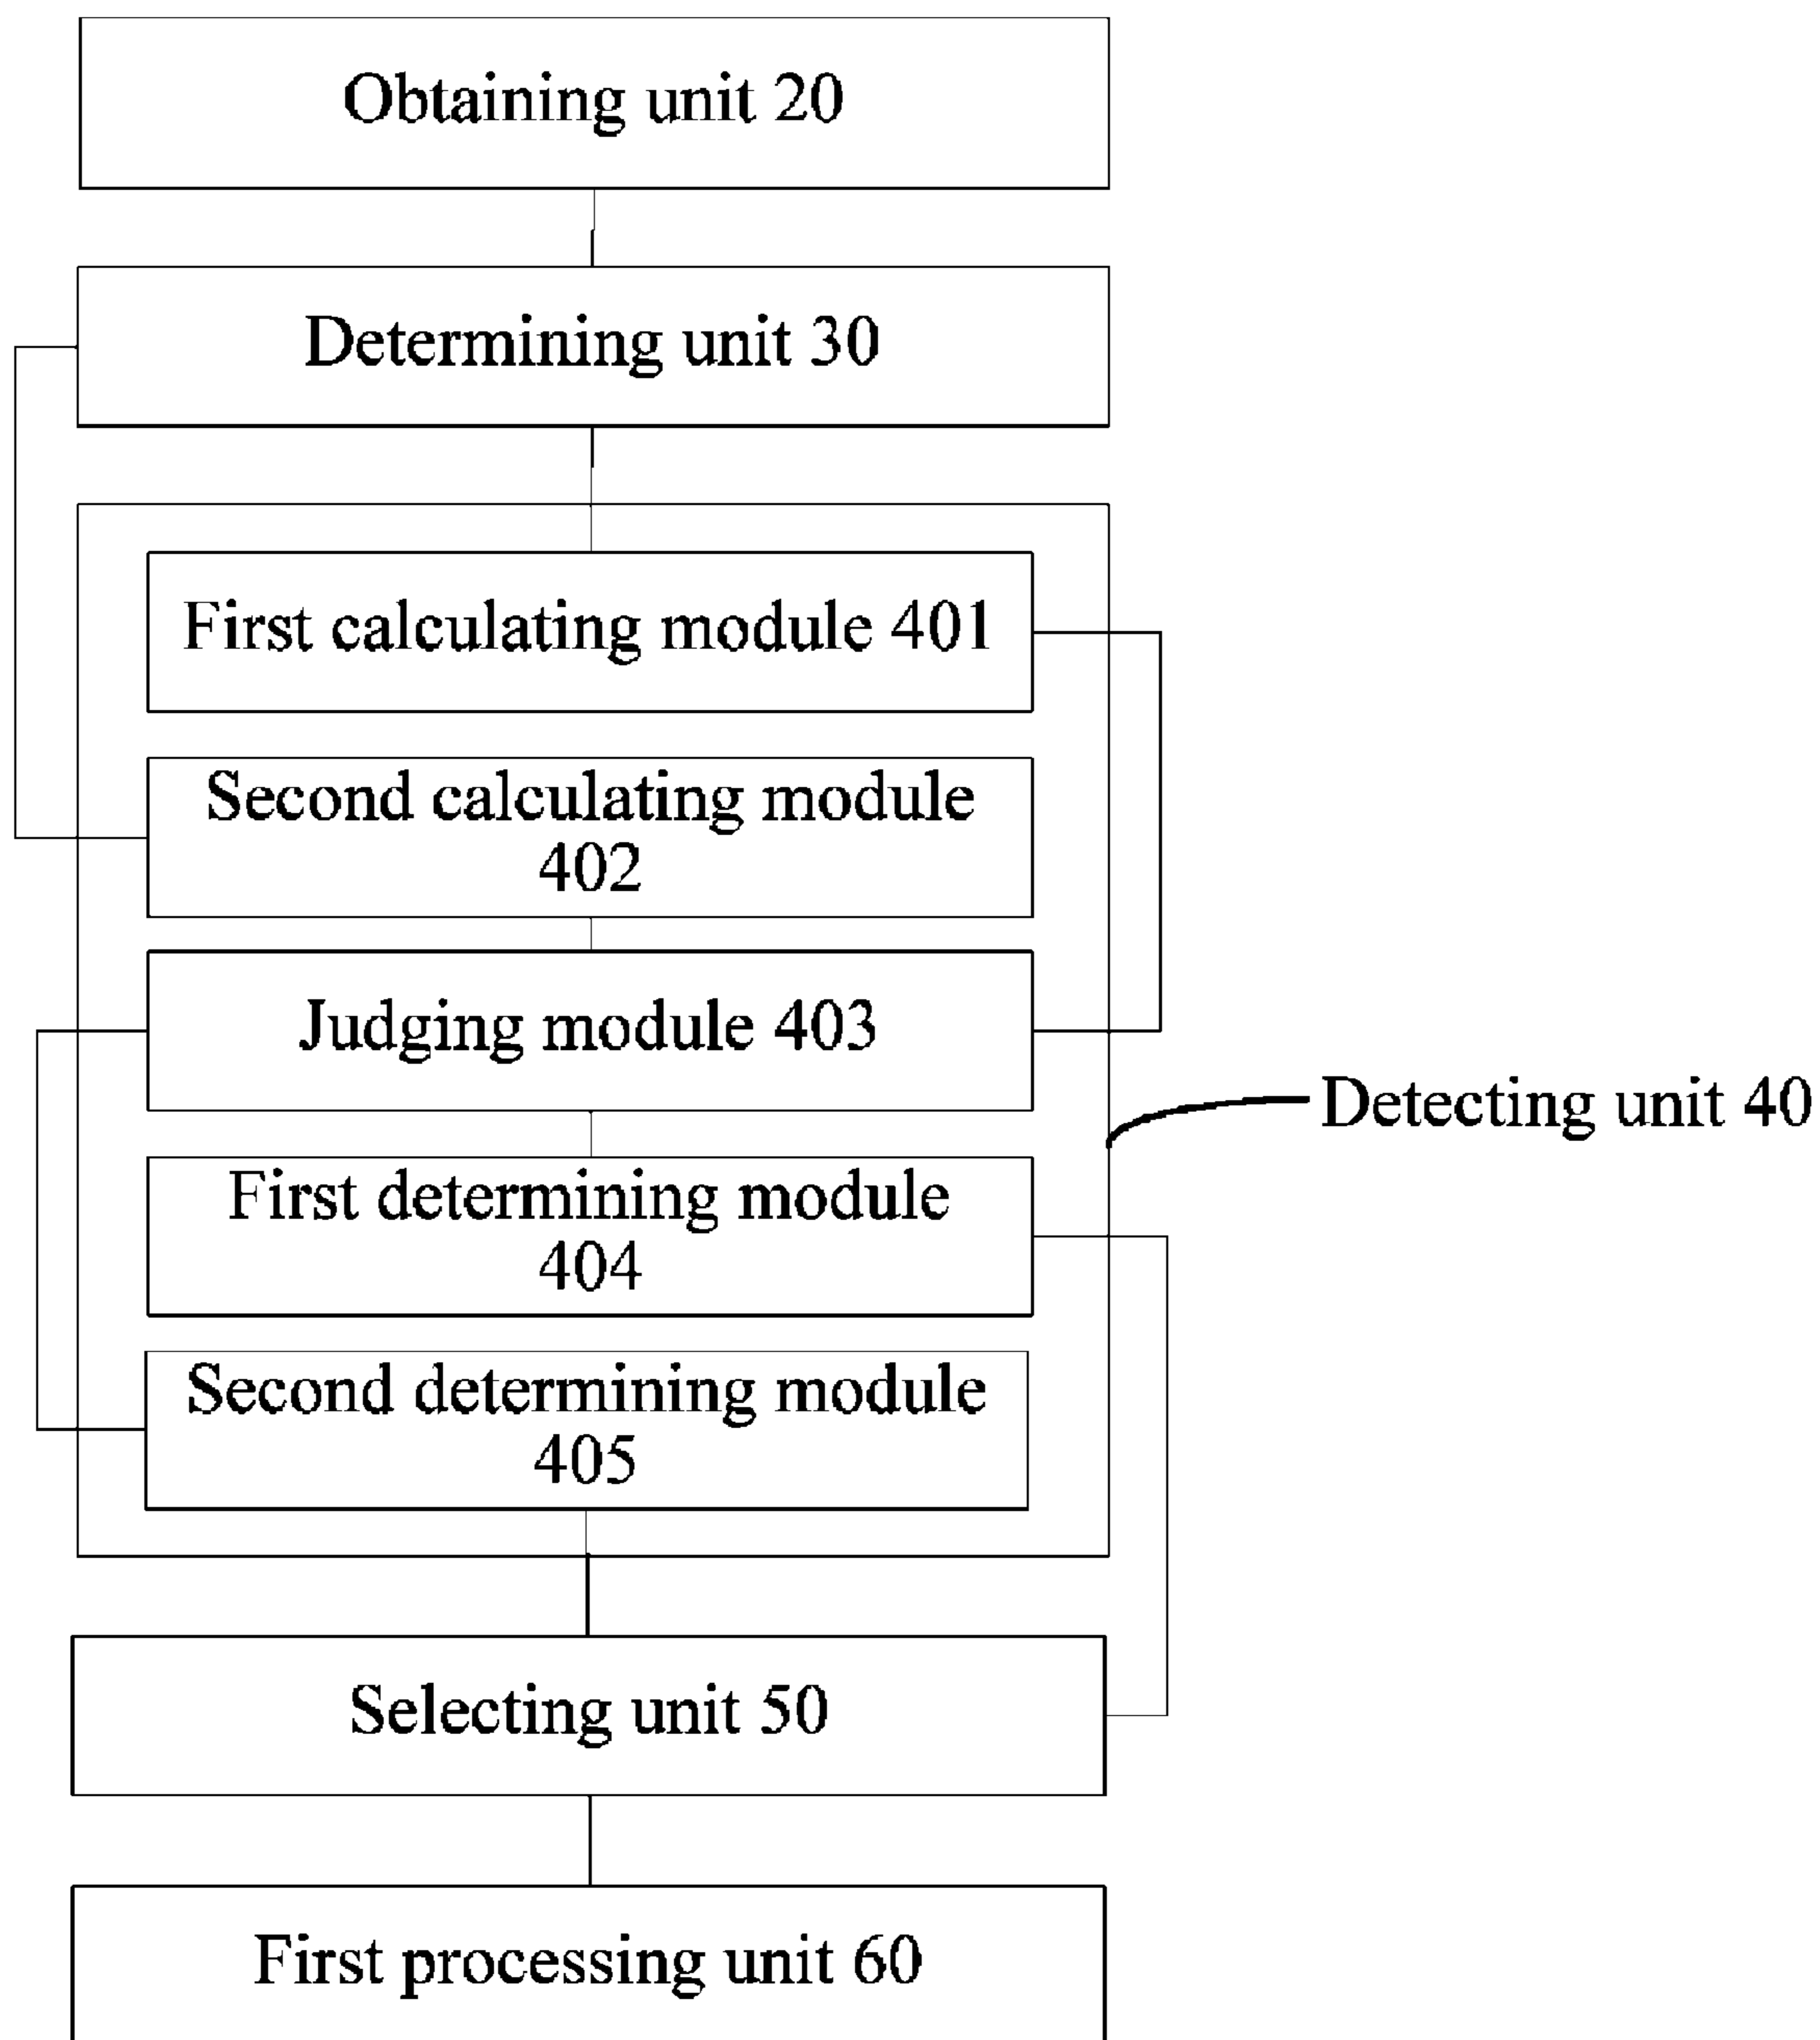 Obtaining unit 20
Determining unit 30
First calculating module 401
Second calculating module
402
Judging module 403
Detecting unit 40
First determining module
404
Second determining module
405
Selecting unit 50
First processing unit 60